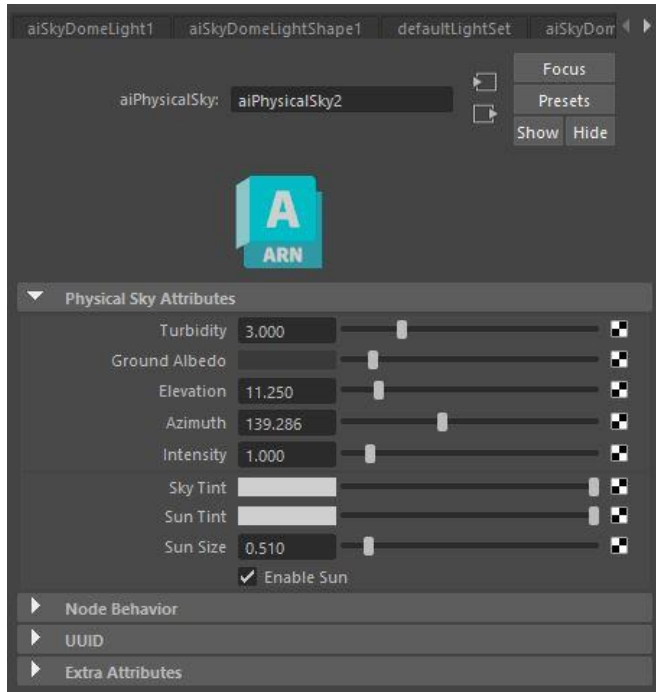 aiSkyDomeLight1 aiSkyDomeLightShape1 defaultLightSet aiSkyDom
Focus
aiPhysicalSky: aiPhysicalSky2
Presets
Show Hide
A
ARN
Physical Sky Attributes
Turbidity 3.000
Ground Albedo
Elevation 11.250
Azimuth 139.286
Intensity 1.000
Sky Tint
Sun Tint
Sun Size 0.510
Enable Sun
Node Behavior
UUID
Extra Attributes